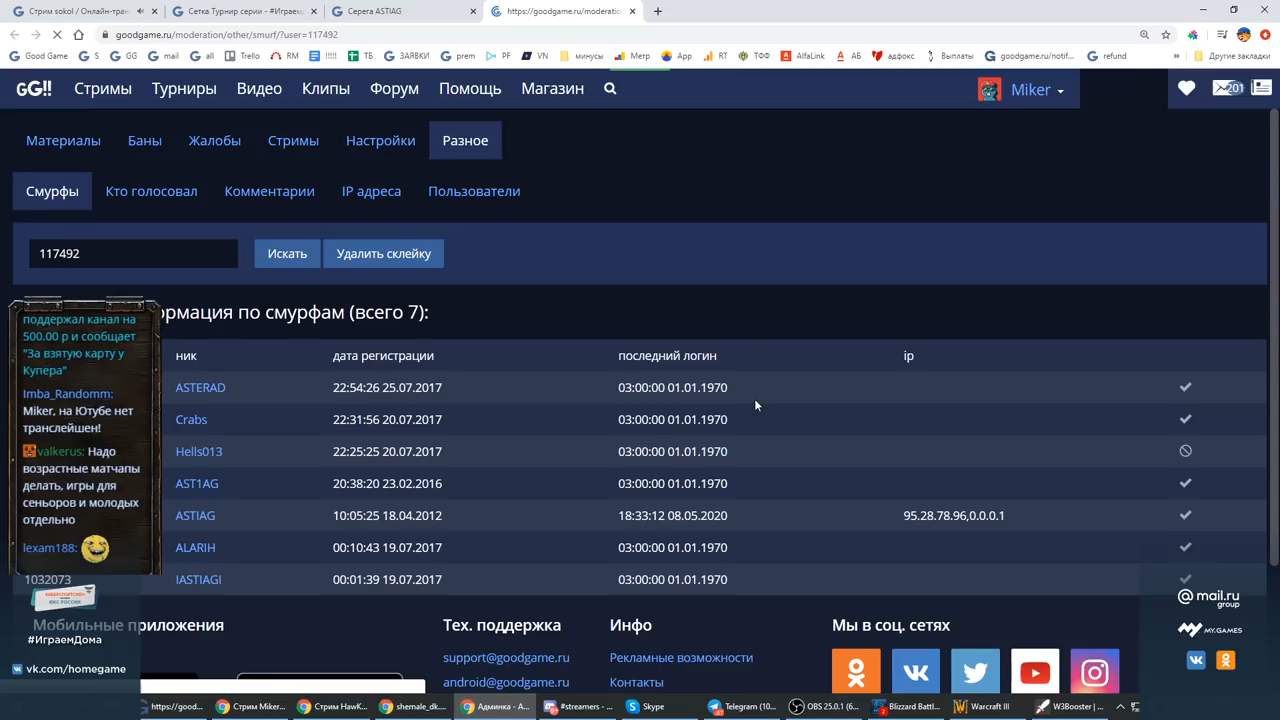 Стрим sokol / Онлайн-тран
Сетка Турнир серии - #Играем
Серега ASTIAG
https://goodgame.ru/moderatio
goodgame.ru/moderation/other/smurf/?user=117492
Good Game
S
GG
mail
all
Trello
RM
!!!!
ТБ
ЗАЯВКИ
prem
PF
VN
минусы
Метр
App
RT
ТФФ
AlfaLink
АБ
адфокс
Выплаты
goodgame.ru/notif...
refund
Другие закладки
GG!! Стримы Турниры Видео Клипы Форум Помощь Магазин Miker 201
Материалы Баны Жалобы Стримы Настройки Разное
Смурфы Кто голосовал Комментарии IP адреса Пользователи
117492 Искать Удалить склейку
формация по смурфам (всего 7):
ник дата регистрации последний логин ip
ASTERAD 22:54:26 25.07.2017 03:00:00 01.01.1970
Crabs 22:31:56 20.07.2017 03:00:00 01.01.1970
Hells013 22:25:25 20.07.2017 03:00:00 01.01.1970
AST1AG 20:38:20 23.02.2016 03:00:00 01.01.1970
ASTIAG 10:05:25 18.04.2012 18:33:12 08.05.2020 95.28.78.96,0.0.0.1
ALARIH 00:10:43 19.07.2017 03:00:00 01.01.1970
1032073 IASTIAGI 00:01:39 19.07.2017 03:00:00 01.01.1970
поддержал канал на
500.00 р и сообщает
"За взятую карту у
Купера"
Imba_Randomm:
Miker, на Ютубе нет
транслейшен!
valkerus: Надо
возрастные матчапы
делать, игры для
сеньоров и молодых
отдельно
lexam188:
#ИграемДома
vk.com/homegame
Мобильные приложения Тех. поддержка Инфо Мы в соц. сетях
support@goodgame.ru Рекламные возможности
android@goodgame.ru Контакты
@mail.ru
group
MY.GAMES
https://good...
Стрим Miker...
Стрим HawK...
shemale_dk...
Админка - А...
#streamers - ...
Skype
Telegram (10...
OBS 25.0.1 (6...
Blizzard Battl...
Warcraft III
W3Booster | ...